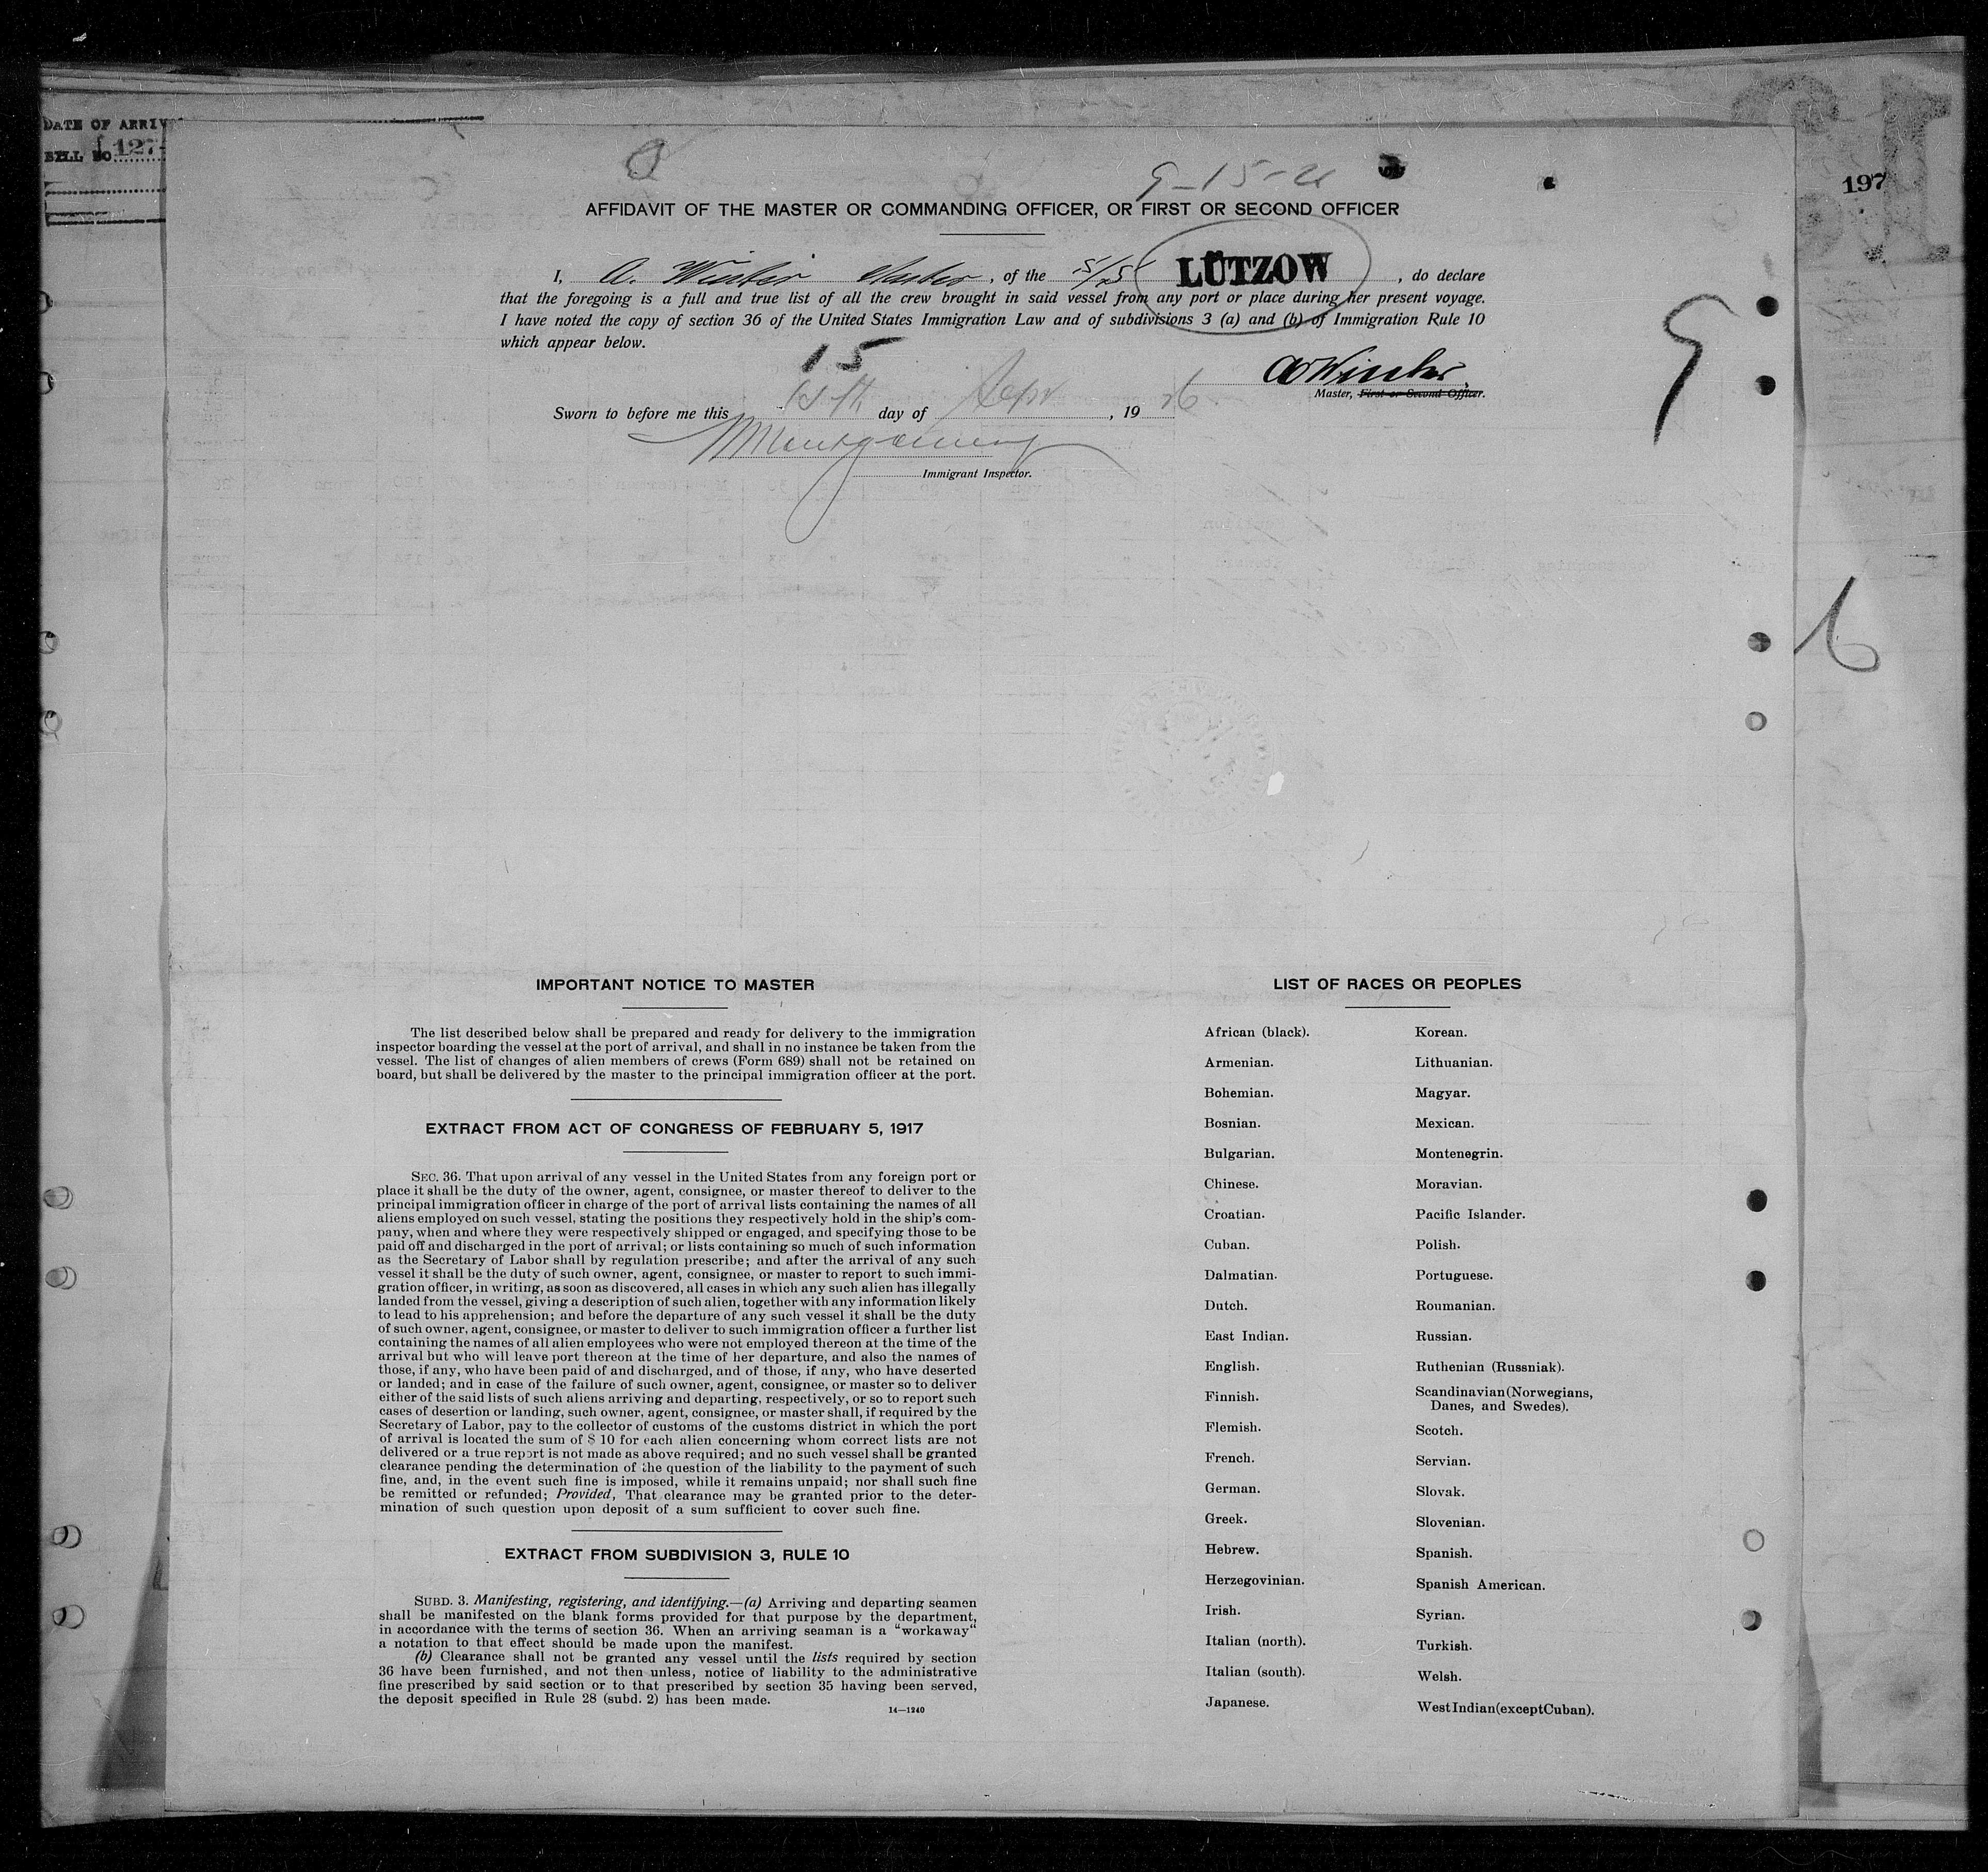 DATE OF ARRIV
BILL NO. 127-
197
9-15-2
AFFIDAVIT OF THE MASTER OR COMMANDING OFFICER, OR FIRST OR SECOND OFFICER
I, A. Winter Master, of the S/S LÜTZOW, do declare
that the foregoing is a full and true list of all the crew brought in said vessel from any port or place during her present voyage.
I have noted the copy of section 36 of the United States Immigration Law and of subdivisions 3 (a) and (b) of Immigration Rule 10
which appear below.
15
A Winter,
Master, First or Second Officer.
Sworn to before me this 15th day of Sept, 19 26
Montgomery
Immigrant Inspector.
9
6
IMPORTANT NOTICE TO MASTER
The list described below shall be prepared and ready for delivery to the immigration
inspector boarding the vessel at the port of arrival, and shall in no instance be taken from the
vessel. The list of changes of alien members of crews (Form 689) shall not be retained on
board, but shall be delivered by the master to the principal immigration officer at the port.
EXTRACT FROM ACT OF CONGRESS OF FEBRUARY 5, 1917
SEC. 36. That upon arrival of any vessel in the United States from any foreign port or
place it shall be the duty of the owner, agent, consignee, or master thereof to deliver to the
principal immigration officer in charge of the port of arrival lists containing the names of all
aliens employed on such vessel, stating the positions they respectively hold in the ship's com-
pany, when and where they were respectively shipped or engaged, and specifying those to be
paid off and discharged in the port of arrival; or lists containing so much of such information
as the Secretary of Labor shall by regulation prescribe; and after the arrival of any such
vessel it shall be the duty of such owner, agent, consignee, or master to report to such immi-
gration officer, in writing, as soon as discovered, all cases in which any such alien has illegally
landed from the vessel, giving a description of such alien, together with any information likely
to lead to his apprehension; and before the departure of any such vessel it shall be the duty
of such owner, agent, consignee, or master to deliver to such immigration officer a further list
containing the names of all alien employees who were not employed thereon at the time of the
arrival but who will leave port thereon at the time of her departure, and also the names of
those, if any, who have been paid of and discharged, and of those, if any, who have deserted
or landed; and in case of the failure of such owner, agent, consignee, or master so to deliver
either of the said lists of such aliens arriving and departing, respectively, or so to report such
cases of desertion or landing, such owner, agent, consignee, or master shall, if required by the
Secretary of Labor, pay to the collector of customs of the customs district in which the port
of arrival is located the sum of $ 10 for each alien concerning whom correct lists are not
delivered or a true report is not made as above required; and no such vessel shall be granted
clearance pending the determination of the question of the liability to the payment of such
fine, and, in the event such fine is imposed, while it remains unpaid; nor shall such fine
be remitted or refunded; Provided, That clearance may be granted prior to the deter-
mination of such question upon deposit of a sum sufficient to cover such fine.
EXTRACT FROM SUBDIVISION 3, RULE 10
SUBD. 3. Manifesting, registering, and identifying.—(a) Arriving and departing seamen
shall be manifested on the blank forms provided for that purpose by the department,
in accordance with the terms of section 36. When an arriving seaman is a "workaway"
a notation to that effect should be made upon the manifest.
(b) Clearance shall not be granted any vessel until the lists required by section
36 have been furnished, and not then unless, notice of liability to the administrative
fine prescribed by said section or to that prescribed by section 35 having been served,
the deposit specified in Rule 28 (subd. 2) has been made.
14—1240
LIST OF RACES OR PEOPLES
African (black).
Armenian.
Bohemian.
Bosnian.
Bulgarian.
Chinese.
Croatian.
Cuban.
Dalmatian.
Dutch.
East Indian.
English.
Finnish.
Flemish.
French.
German.
Greek.
Hebrew.
Herzegovinian.
Irish.
Italian (north).
Italian (south).
Japanese.
Korean.
Lithuanian.
Magyar.
Mexican.
Montenegrin.
Moravian.
Pacific Islander.
Polish.
Portuguese.
Roumanian.
Russian.
Ruthenian (Russniak).
Scandinavian (Norwegians,
Danes, and Swedes).
Scotch.
Servian.
Slovak.
Slovenian.
Spanish.
Spanish American.
Syrian.
Turkish.
Welsh.
West Indian (except Cuban).